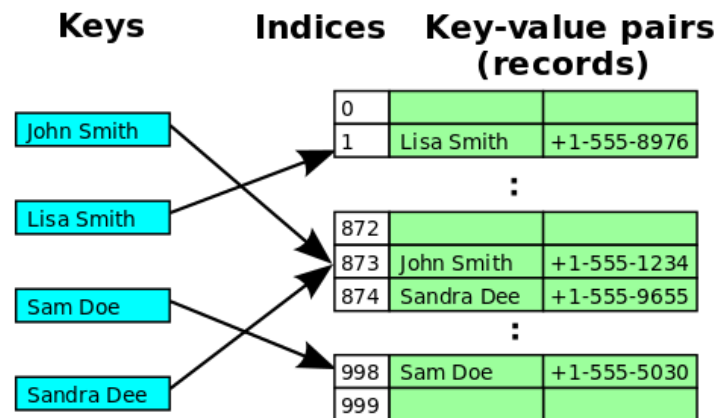 Keys
Indices
Key-value pairs
(records)
John Smith
Lisa Smith
Sam Doe
Sandra Dee
0
1 Lisa Smith +1-555-8976
:
872
873 John Smith +1-555-1234
874 Sandra Dee +1-555-9655
:
998 Sam Doe +1-555-5030
999